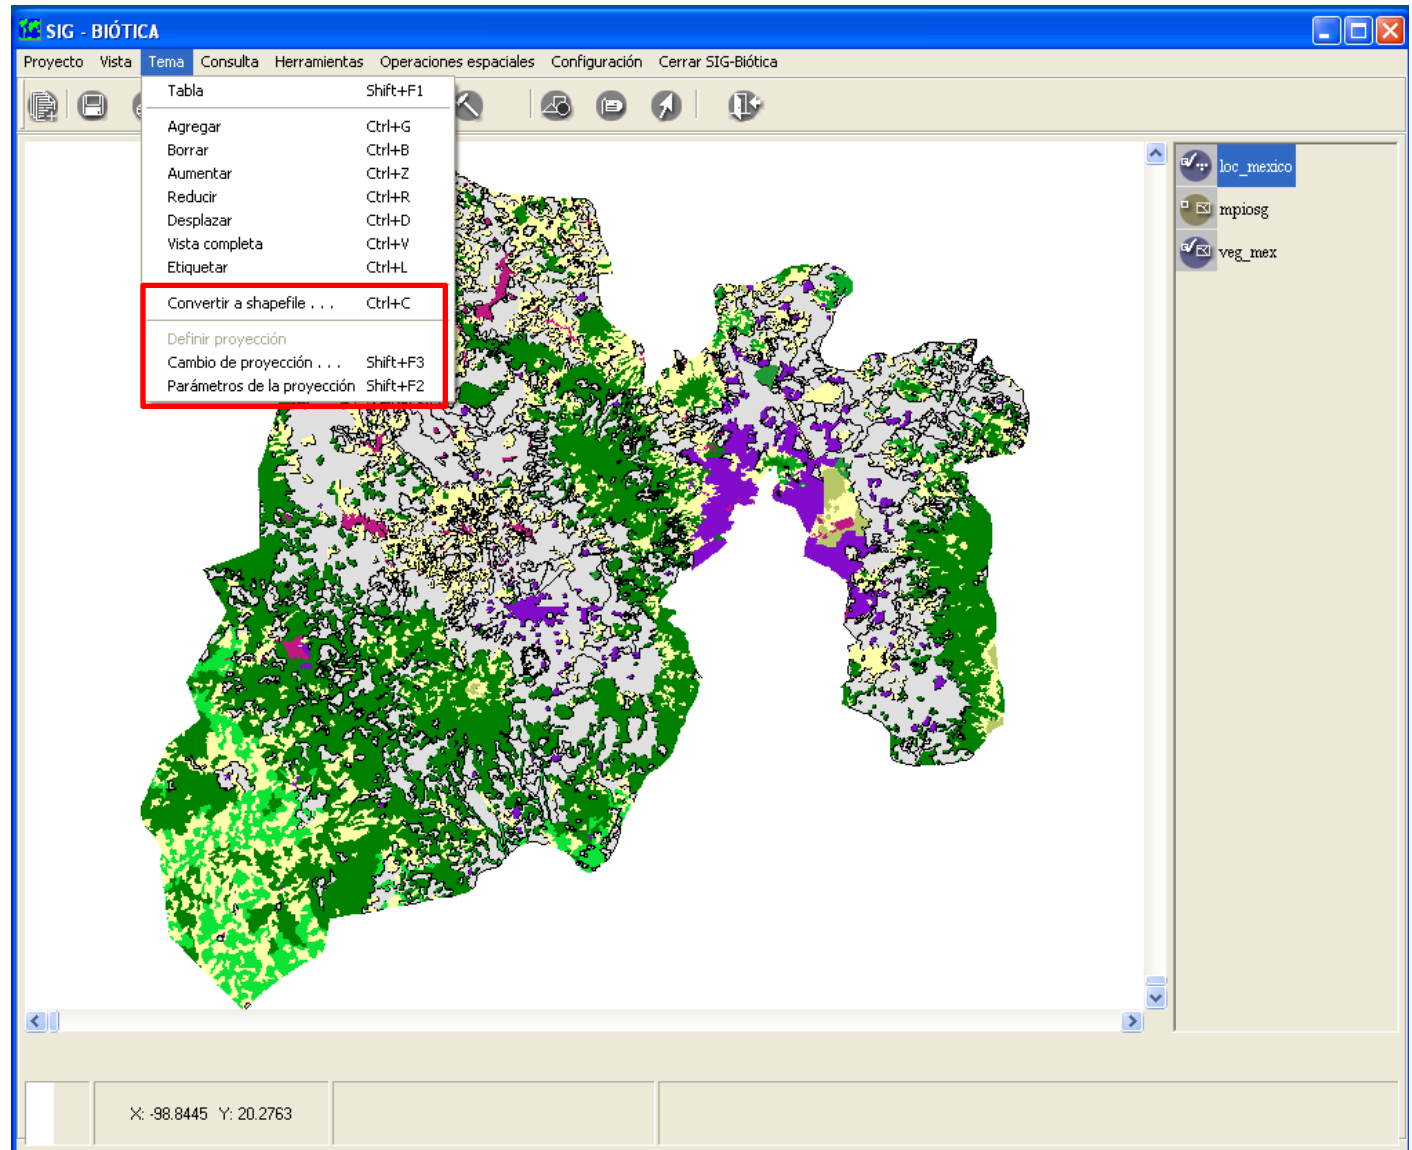 SIG - BIÓTICA
Proyecto Vista Tema Consulta Herramientas Operaciones espaciales Configuración Cerrar SIG-Biótica
Tabla Shift+F1
Agregar Ctrl+G
Borrar Ctrl+B
Aumentar Ctrl+Z
Reducir Ctrl+R
Desplazar Ctrl+D
Vista completa Ctrl+V
Etiquetar Ctrl+L
Convertir a shapefile . . . Ctrl+C
Definir proyección
Cambio de proyección . . . Shift+F3
Parámetros de la proyección Shift+F2
loc_mexico
mpiosg
veg_mex
X: -98.8445 Y: 20.2763